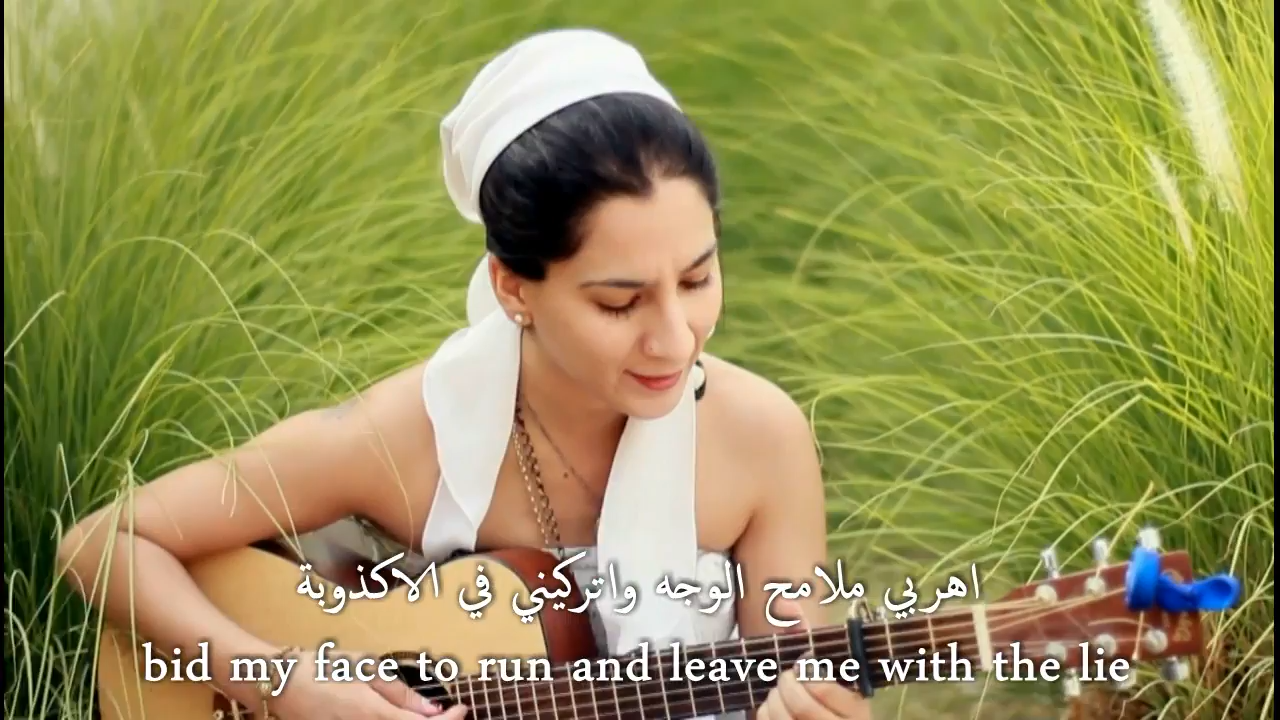 اهربي ملامح الوجه واتركيني في الاكذوبة
bid my face to run and leave me with the lie